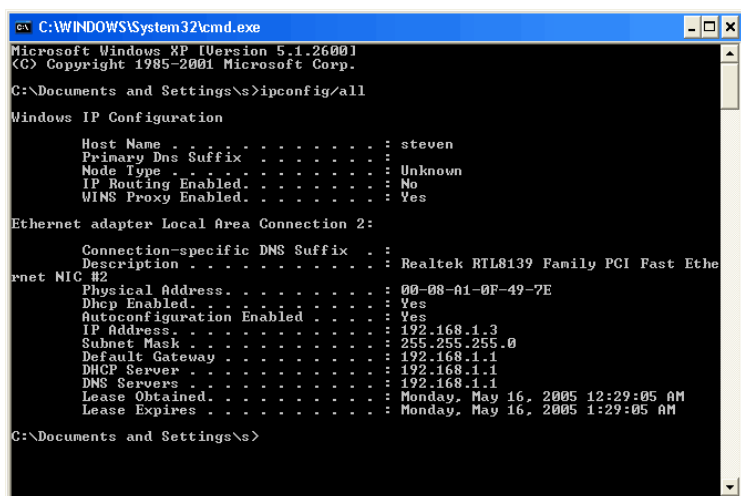 C:\WINDOWS\System32\cmd.exe
Microsoft Windows XP [Version 5.1.2600]
(C) Copyright 1985-2001 Microsoft Corp.
C:\Documents and Settings\s>ipconfig/all
Windows IP Configuration
Host Name . . . . . . . . . . . . : steven
Primary Dns Suffix  . . . . . . . :
Node Type . . . . . . . . . . . . : Unknown
IP Routing Enabled. . . . . . . . : No
WINS Proxy Enabled. . . . . . . . : Yes
Ethernet adapter Local Area Connection 2:
Connection-specific DNS Suffix  . :
Description . . . . . . . . . . . : Realtek RTL8139 Family PCI Fast Ethe
rnet NIC #2
Physical Address. . . . . . . . . : 00-08-A1-0F-49-7E
Dhcp Enabled. . . . . . . . . . . : Yes
Autoconfiguration Enabled . . . . : Yes
IP Address. . . . . . . . . . . . : 192.168.1.3
Subnet Mask . . . . . . . . . . . : 255.255.255.0
Default Gateway . . . . . . . . . : 192.168.1.1
DHCP Server . . . . . . . . . . . : 192.168.1.1
DNS Servers . . . . . . . . . . . : 192.168.1.1
Lease Obtained. . . . . . . . . . : Monday, May 16, 2005 12:29:05 AM
Lease Expires . . . . . . . . . . : Monday, May 16, 2005 1:29:05 AM
C:\Documents and Settings\s>